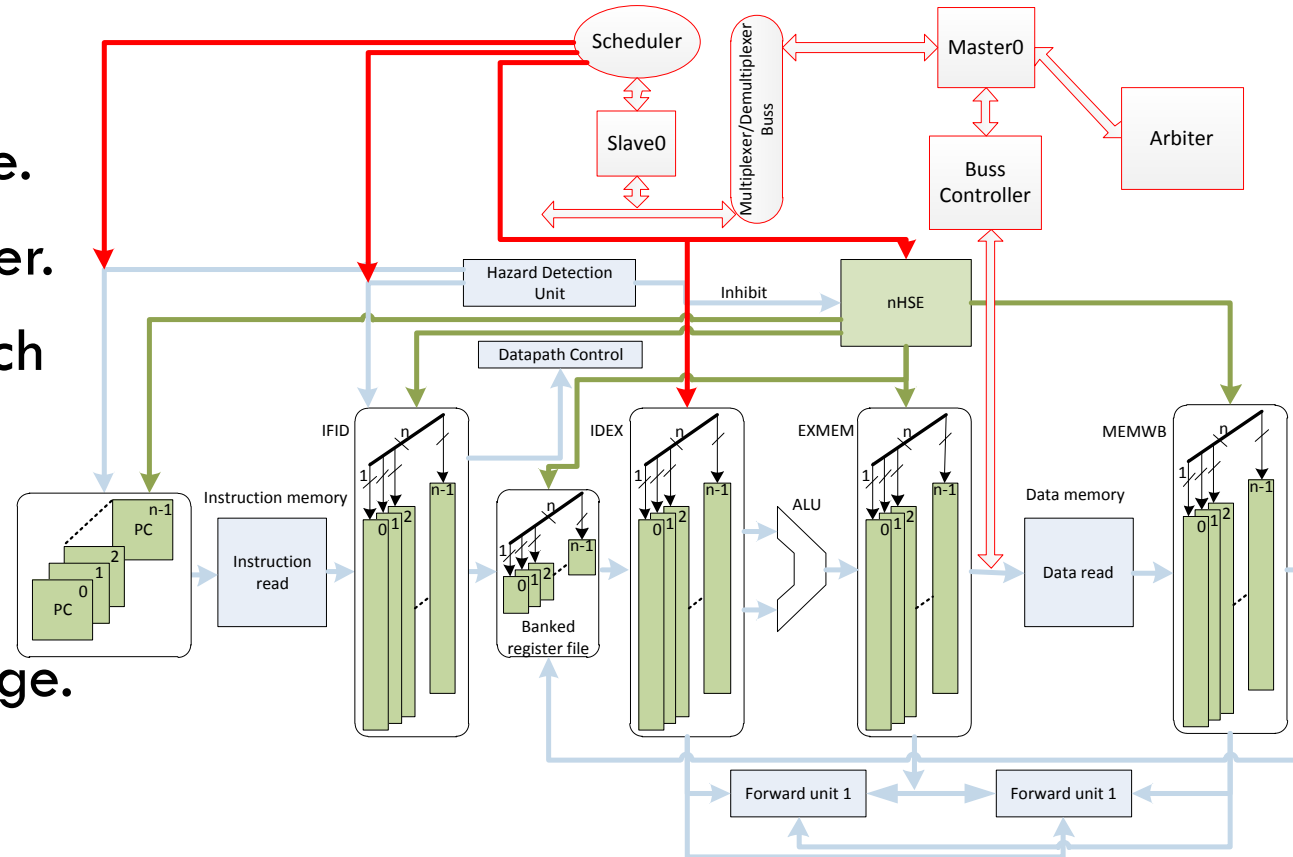 Scheduler
Master0
Multiplexer/Demultiplexer
Buss
Arbiter
Slave0
Buss
Controller
e.
er.
ch
ge.
Hazard Detection
Unit
Inhibit
nHSE
Datapath Control
IFID
n
1
0
1
2
n-1
IDEX
n
1
0
1
2
n-1
EXMEM
n
1
0
1
2
n-1
MEMWB
n
1
0
1
2
n-1
n-1
PC
2
1
0
PC
Instruction memory
Instruction
read
n
1
0
1
2
n-1
Banked
register file
ALU
Data memory
Data read
Forward unit 1
Forward unit 1